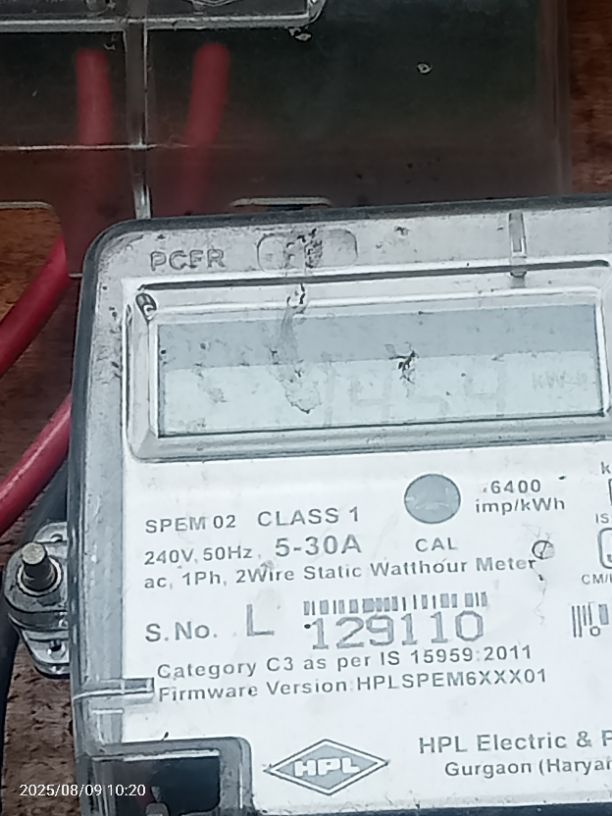 SPEM 02 CLASS 1
6400
imp/kWh
240V, 50Hz, 5-30A CAL
ac, 1Ph, 2Wire Static Watthour Meter
S.No. L 129110
Category C3 as per IS 15959:2011
Firmware Version:HPLSPEM6XXX01
HPL
HPL Electric &
Gurgaon
2025/08/09 10:20